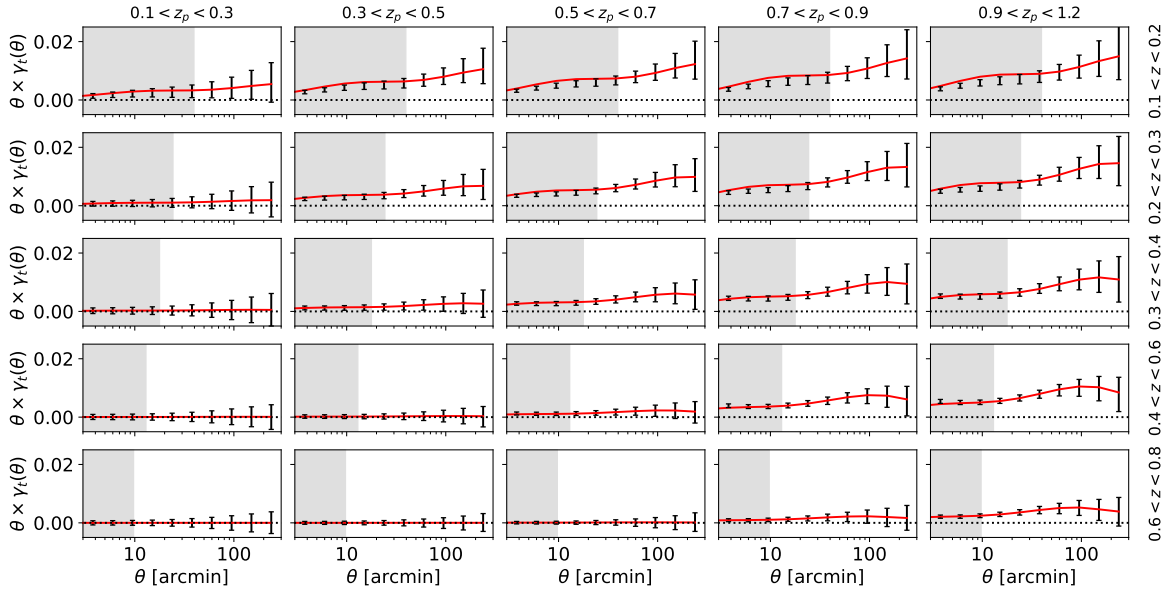 0.1 < z_p < 0.3 0.3 < z_p < 0.5 0.5 < z_p < 0.7 0.7 < z_p < 0.9 0.9 < z_p < 1.2
0.02
0.00
θ × γ_t(θ)
0.1 < z < 0.2
0.02
0.00
θ × γ_t(θ)
0.2 < z < 0.3
0.02
0.00
θ × γ_t(θ)
0.3 < z < 0.4
0.02
0.00
θ × γ_t(θ)
0.4 < z < 0.6
0.02
0.00
θ × γ_t(θ)
0.6 < z < 0.8
10 100 10 100 10 100 10 100 10 100
θ [arcmin] θ [arcmin] θ [arcmin] θ [arcmin] θ [arcmin]